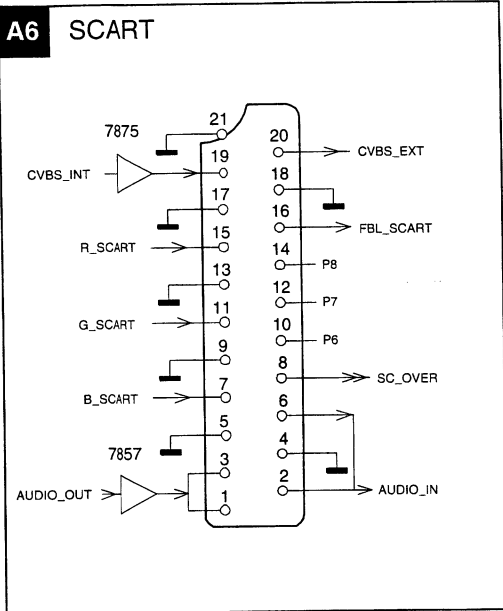 A6 SCART
21
7875
20
CVBS_EXT
19
CVBS_INT
18
17
16
FBL_SCART
15
R_SCART
14
P8
13
12
P7
11
G_SCART
10
P6
9
8
SC_OVER
7
B_SCART
6
5
4
7857
3
2
AUDIO_OUT
AUDIO_IN
1